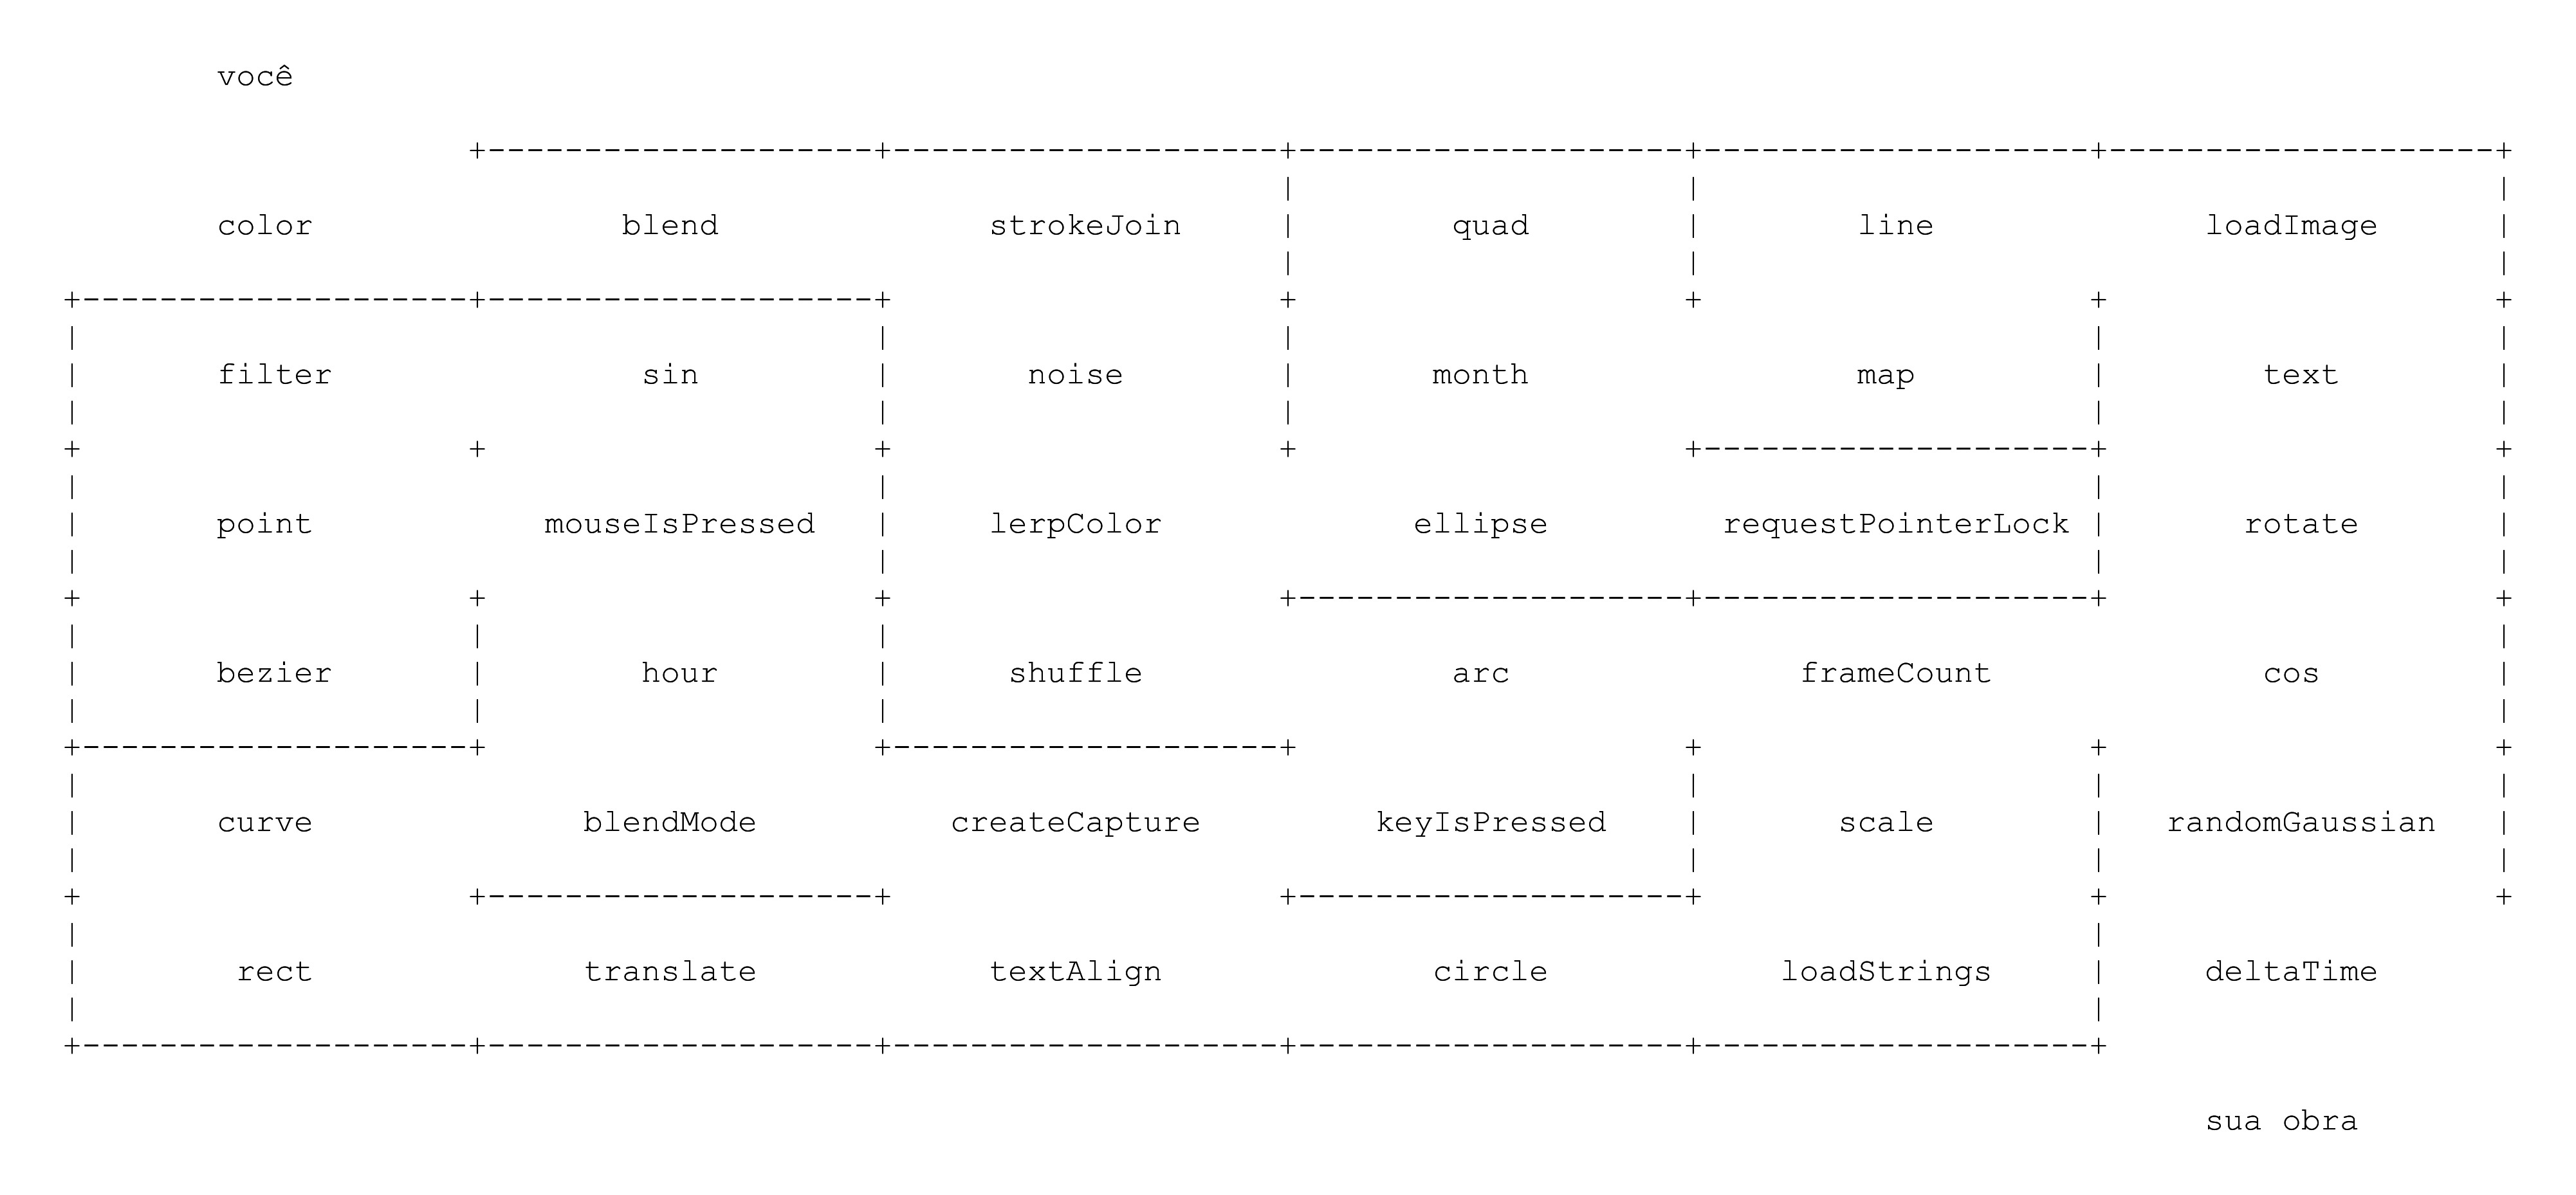 você
color blend strokeJoin quad line loadImage
filter sin noise month map text
point mouseIsPressed lerpColor ellipse requestPointerLock rotate
bezier hour shuffle arc frameCount cos
curve blendMode createCapture keyIsPressed scale randomGaussian
rect translate textAlign circle loadStrings deltaTime
sua obra